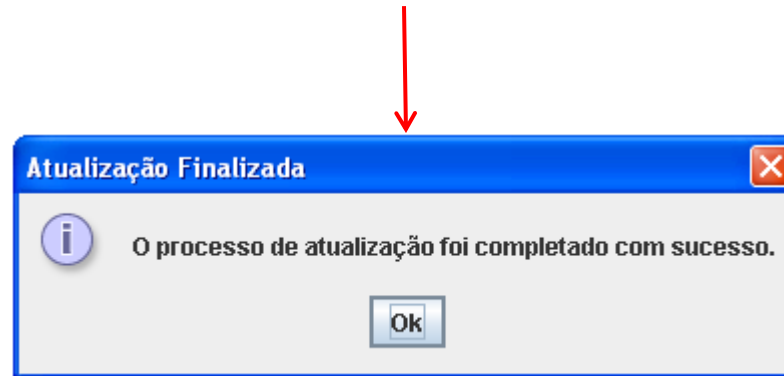 Atualização Finalizada
O processo de atualização foi completado com sucesso.
Ok